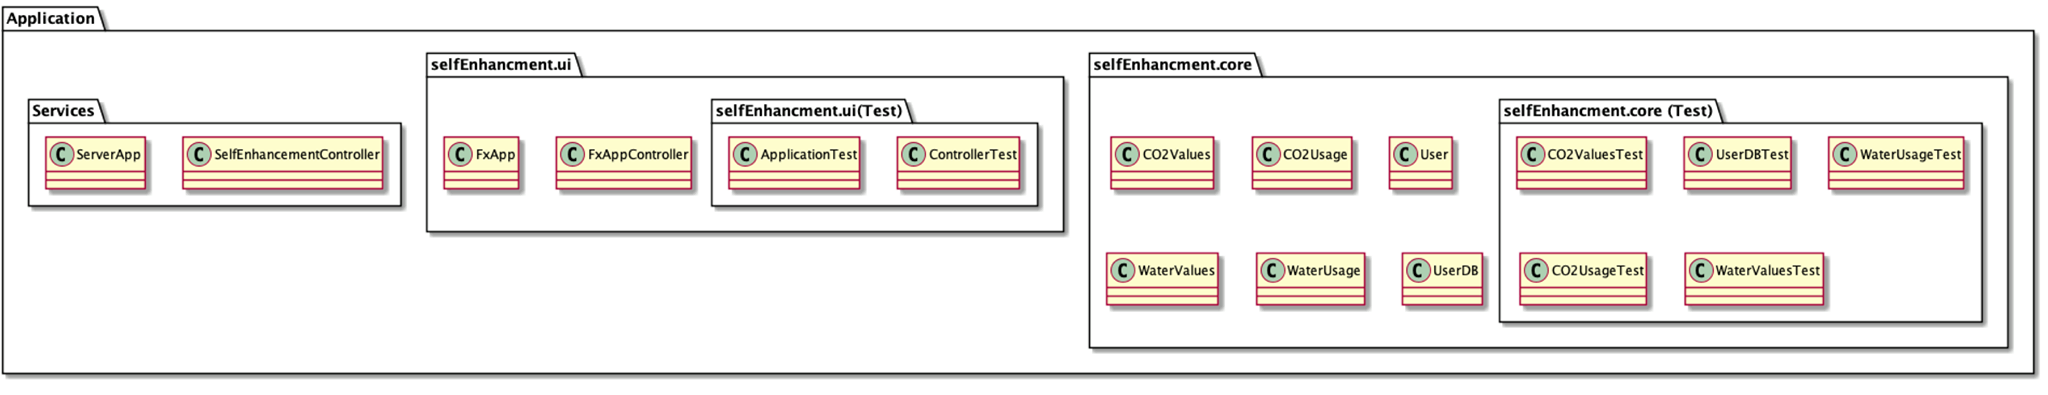 Application
selfEnhancment.ui
selfEnhancment.core
Services
selfEnhancment.ui(Test)
selfEnhancment.core (Test)
C ServerApp
C SelfEnhancementController
C FxApp
C FxAppController
C ApplicationTest
C ControllerTest
C CO2Values
C CO2Usage
C User
C CO2ValuesTest
C UserDBTest
C WaterUsageTest
C WaterValues
C WaterUsage
C UserDB
C CO2UsageTest
C WaterValuesTest